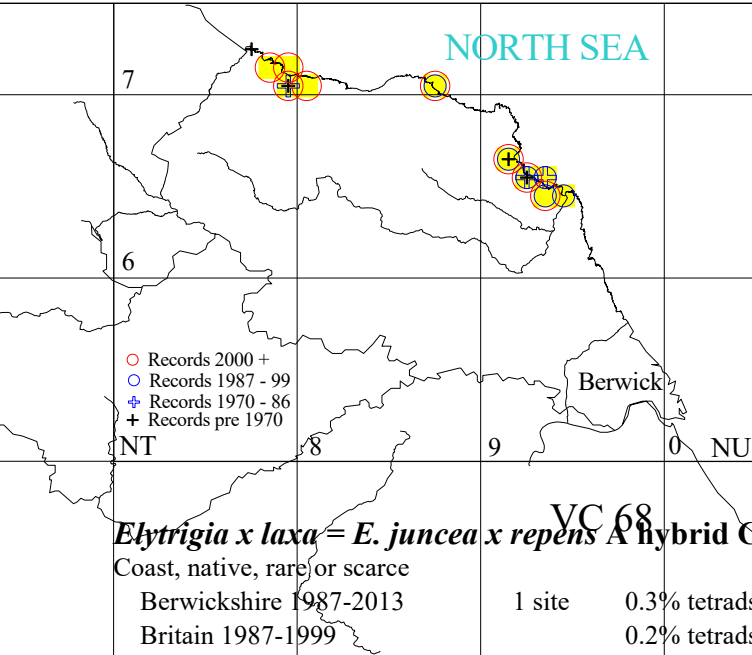 NORTH SEA
7
6
Records 2000 +
Records 1987 - 99
Records 1970 - 86
Records pre 1970
Berwick
NT
8
9
0
NU
VC 68
Elytrigia x laxa = E. juncea x repens A hybrid
Coast, native, rare or scarce
Berwickshire 1987-2013 1 site 0.3% tetrads
Britain 1987-1999 0.2% tetrads